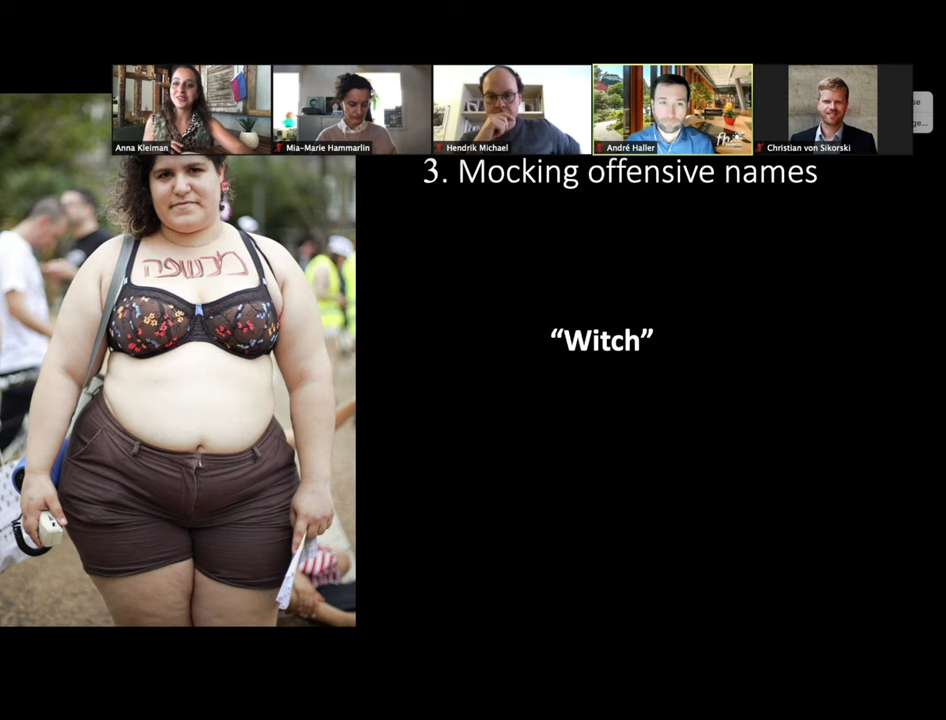 Anna Kleiman
Mia-Marie Hammarlin
Hendrik Michael
André Haller
Christian von Sikorski
3. Mocking offensive names
מכשפה
“Witch”